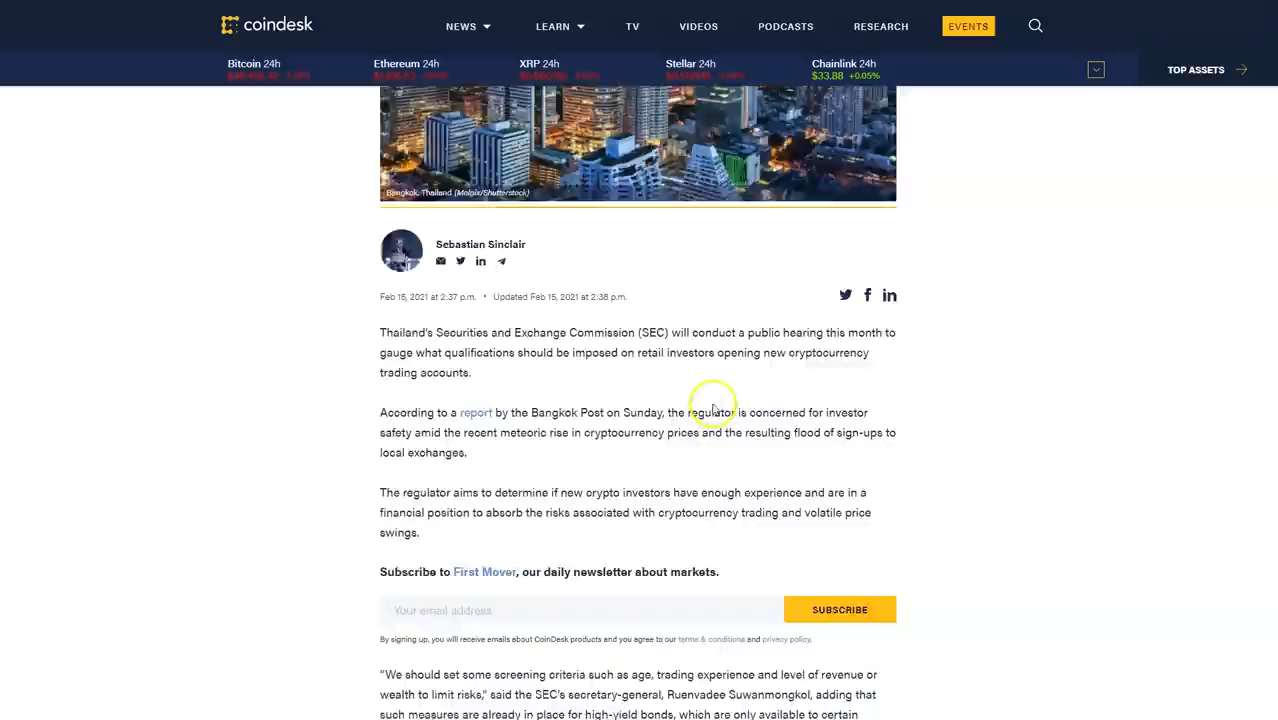 coindesk
NEWS LEARN TV VIDEOS PODCASTS RESEARCH EVENTS
Bitcoin 24h Ethereum 24h XRP 24h Stellar 24h Chainlink 24h
$33.88 +0.05%
TOP ASSETS
Bangkok, Thailand (Molpix/Shutterstock)
Sebastian Sinclair
Feb 15, 2021 at 2:37 p.m. • Updated Feb 15, 2021 at 2:38 p.m.
Thailand's Securities and Exchange Commission (SEC) will conduct a public hearing this month to
gauge what qualifications should be imposed on retail investors opening new cryptocurrency
trading accounts.
According to a report by the Bangkok Post on Sunday, the regulator is concerned for investor
safety amid the recent meteoric rise in cryptocurrency prices and the resulting flood of sign-ups to
local exchanges.
The regulator aims to determine if new crypto investors have enough experience and are in a
financial position to absorb the risks associated with cryptocurrency trading and volatile price
swings.
Subscribe to First Mover, our daily newsletter about markets.
Your email address
SUBSCRIBE
By signing up, you will receive emails about CoinDesk products and you agree to our terms & conditions and privacy policy.
“We should set some screening criteria such as age, trading experience and level of revenue or
wealth to limit risks,” said the SEC's secretary-general, Ruenvadee Suwanmongkol, adding that
such measures are already in place for high-yield bonds, which are only available to certain